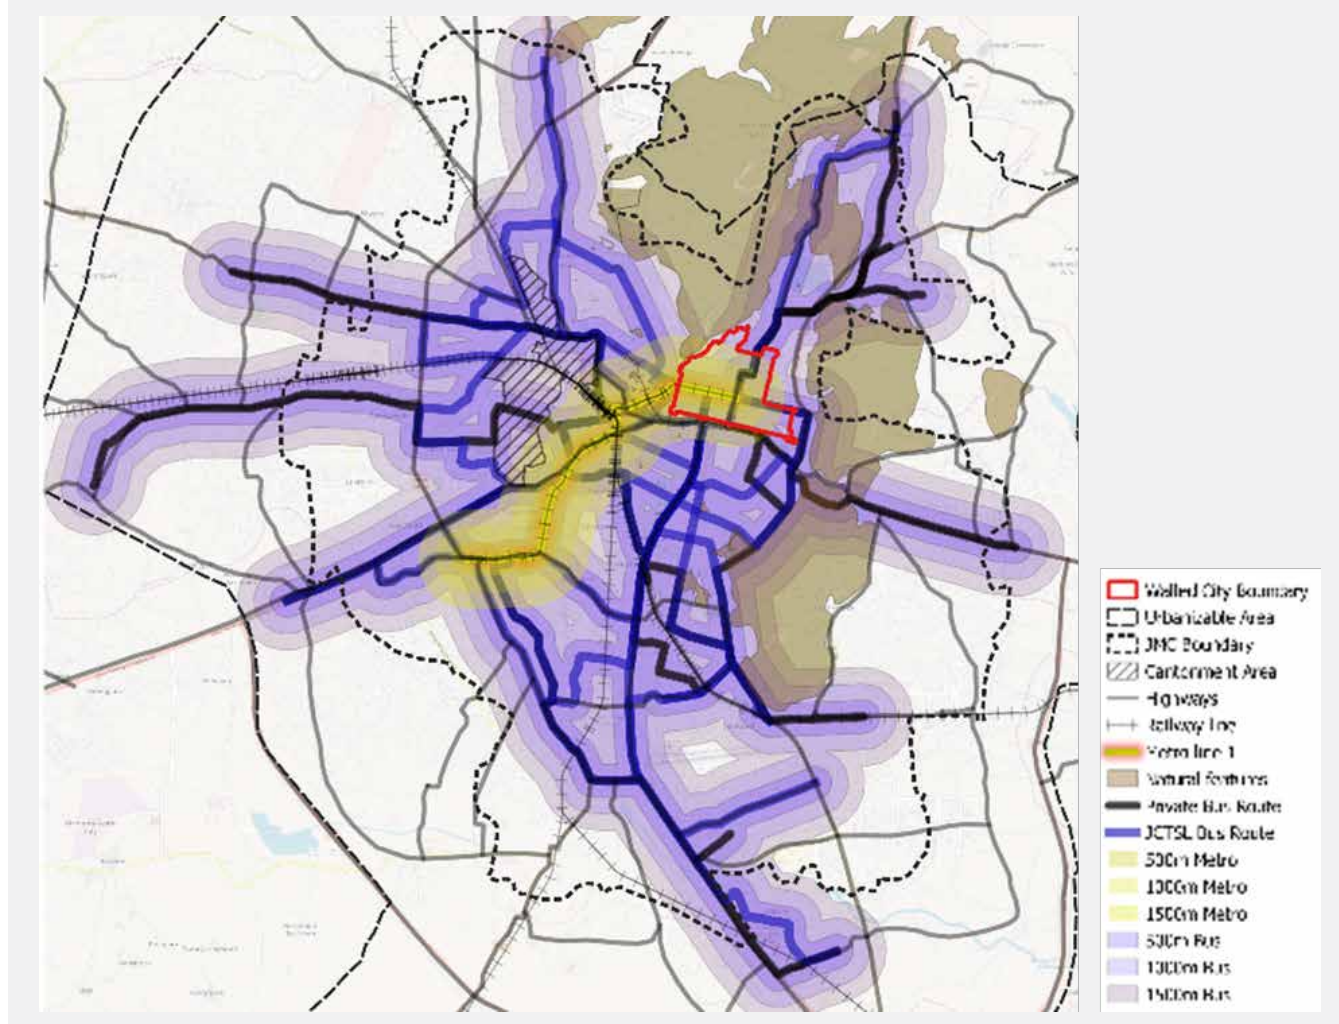 Walled City Boundary
Urbanizable Area
JMC Boundary
Cantonment Area
Highways
Railway line
Metro line 1
Natural features
Private Bus Route
JCTSL Bus Route
500m Metro
1000m Metro
1500m Metro
500m Bus
1000m Bus
1500m Bus